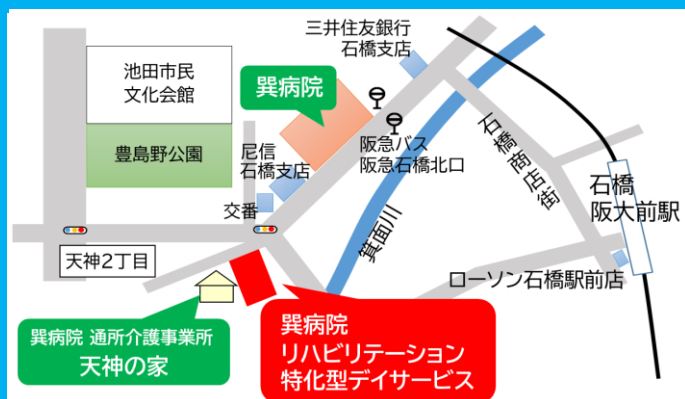 三井住友銀行
石橋支店
池田市民
文化会館
巽病院
豊島野公園
尼信
石橋支店
阪急バス
阪急石橋北口
石橋商店街
石橋
阪大前駅
交番
箕面川
天神2丁目
ローソン石橋駅前店
巽病院 通所介護事業所
天神の家
巽病院
リハビリテーション
特化型デイサービス